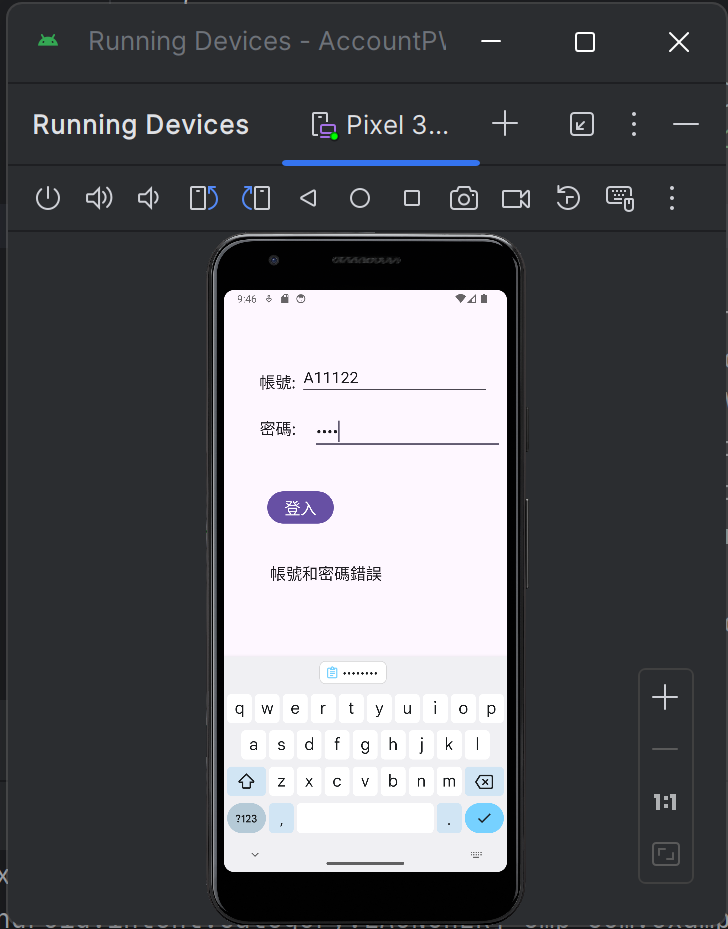 Running Devices - AccountPW
Running Devices
Pixel 3...
9:46
帳號: A11122
密碼: ••••
登入
帳號和密碼錯誤
••••••••
q w e r t y u i o p
a s d f g h j k l
z x c v b n m
?123 , .
1:1